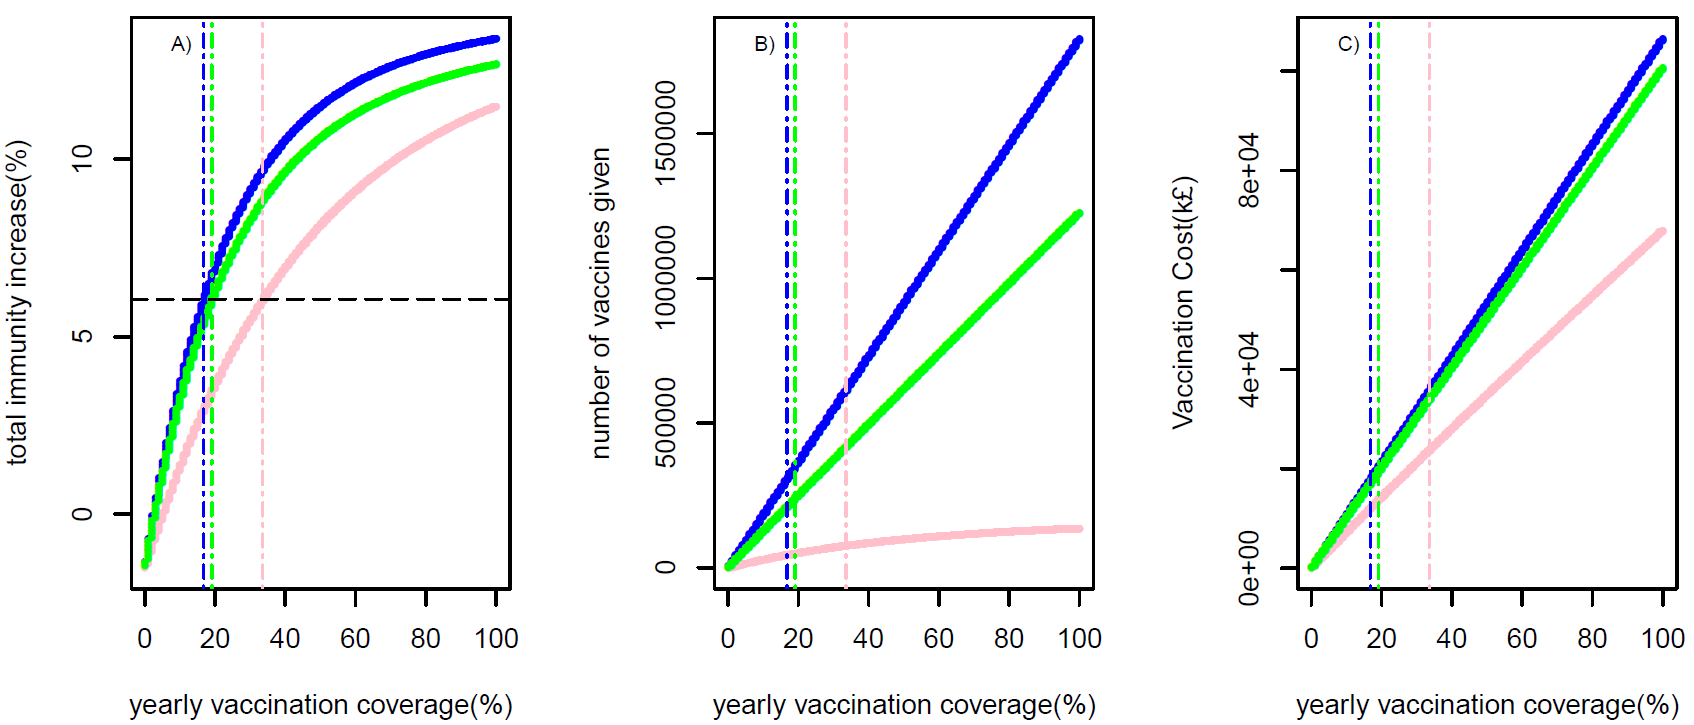 A)
total immunity increase(%)
10
5
0
0 20 40 60 80 100
yearly vaccination coverage(%)
B)
number of vaccines given
1500000
1000000
500000
0
0 20 40 60 80 100
yearly vaccination coverage(%)
C)
Vaccination Cost(k£)
8e+04
4e+04
0e+00
0 20 40 60 80 100
yearly vaccination coverage(%)